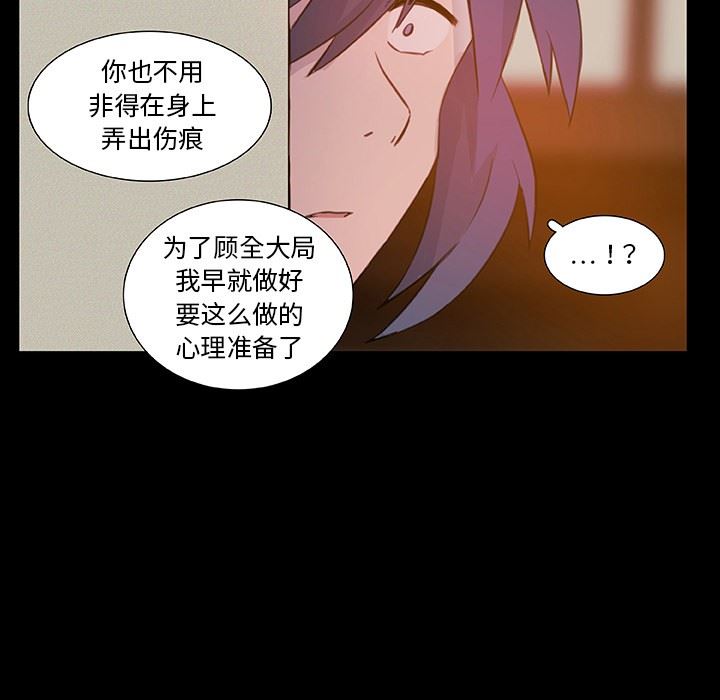 你也不用
非得在身上
弄出伤痕
为了顾全大局
我早就做好
要这么做的
心理准备了
...！？